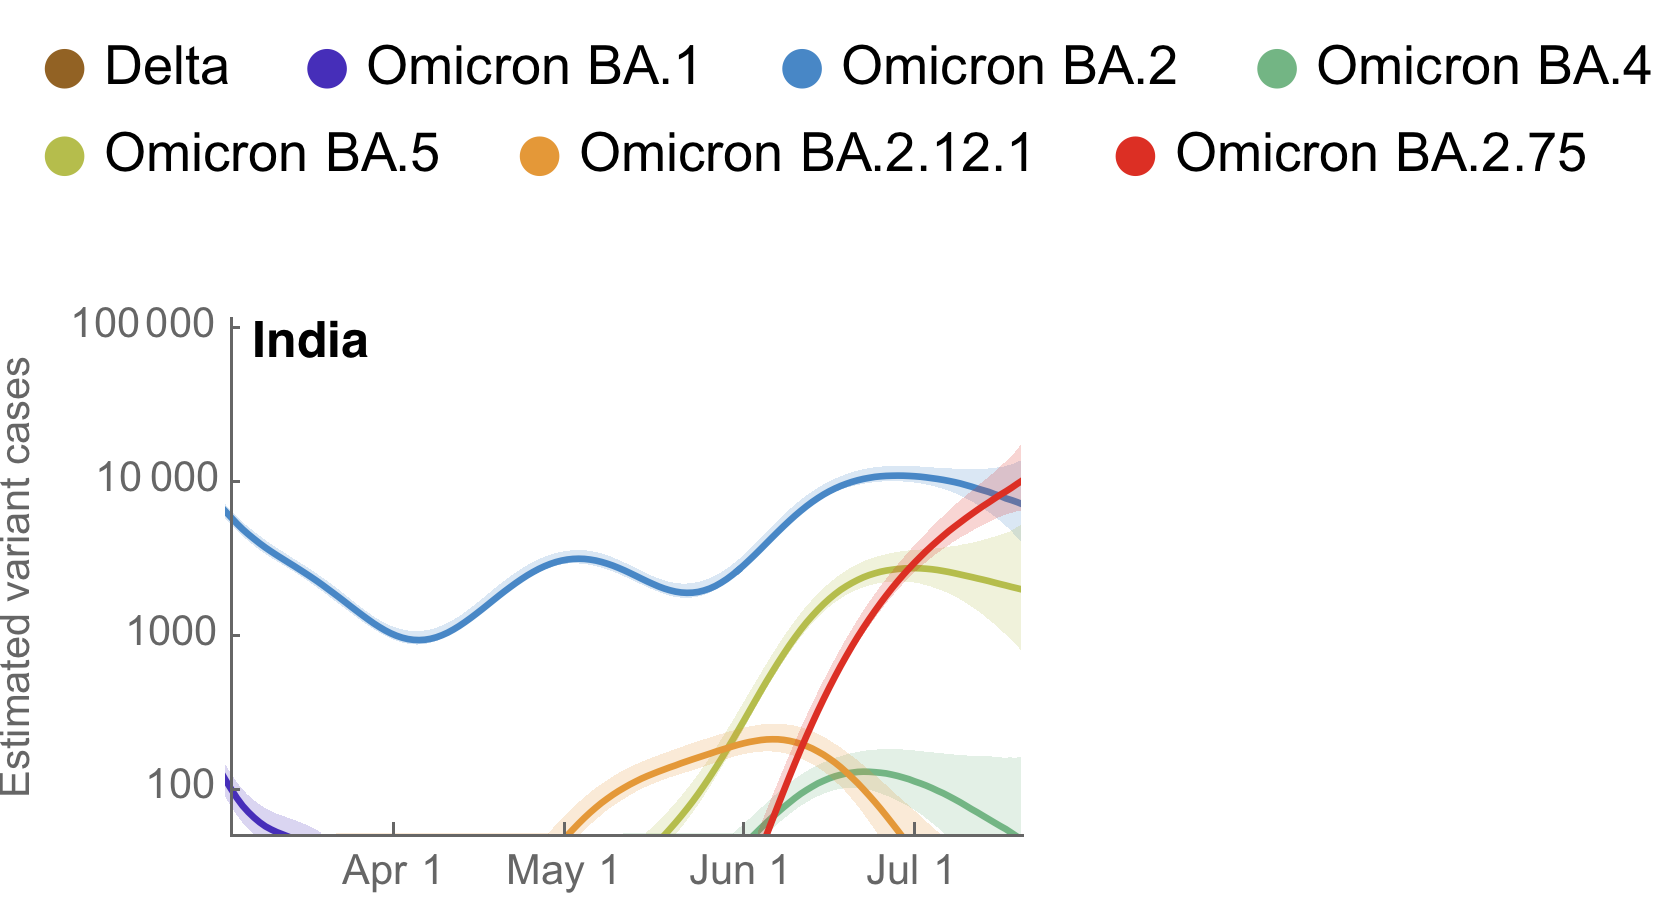 Delta Omicron BA.1 Omicron BA.2 Omicron BA.4
Omicron BA.5 Omicron BA.2.12.1 Omicron BA.2.75
India
Estimated variant cases
100 000
10 000
1000
100
Apr 1 May 1 Jun 1 Jul 1